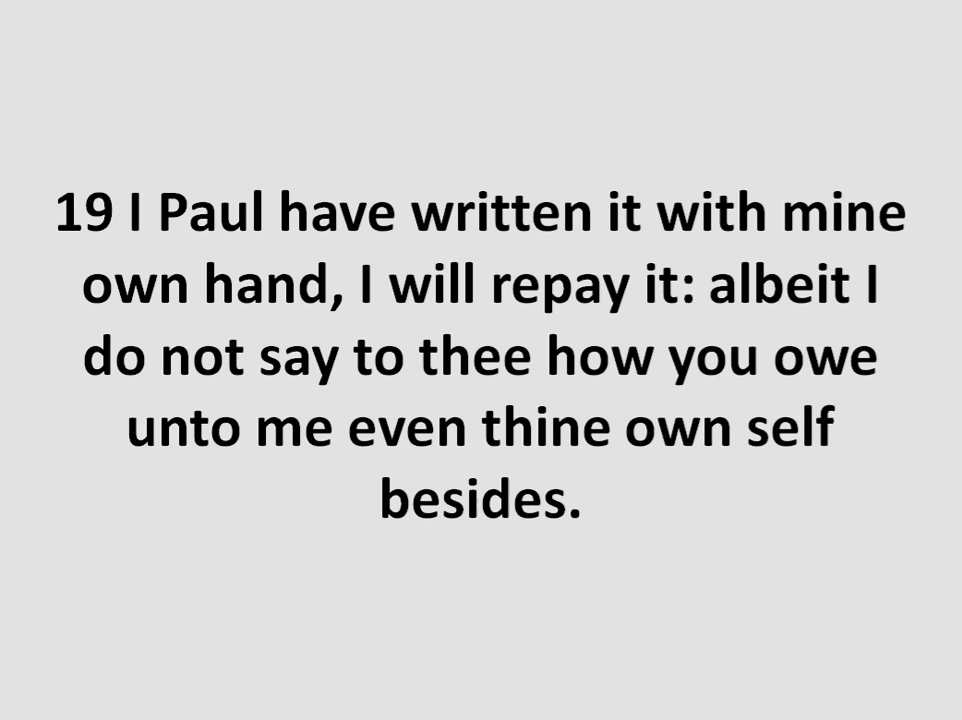 19 I Paul have written it with mine
own hand, I will repay it: albeit I
do not say to thee how you owe
unto me even thine own self
besides.